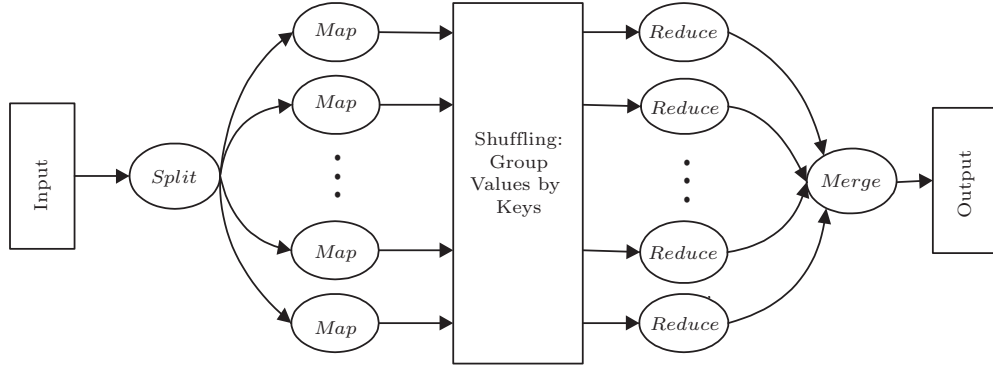 Input
Split
Map
Map
Map
Map
Shuffling:
Group
Values by
Keys
Reduce
Reduce
Reduce
Reduce
Merge
Output